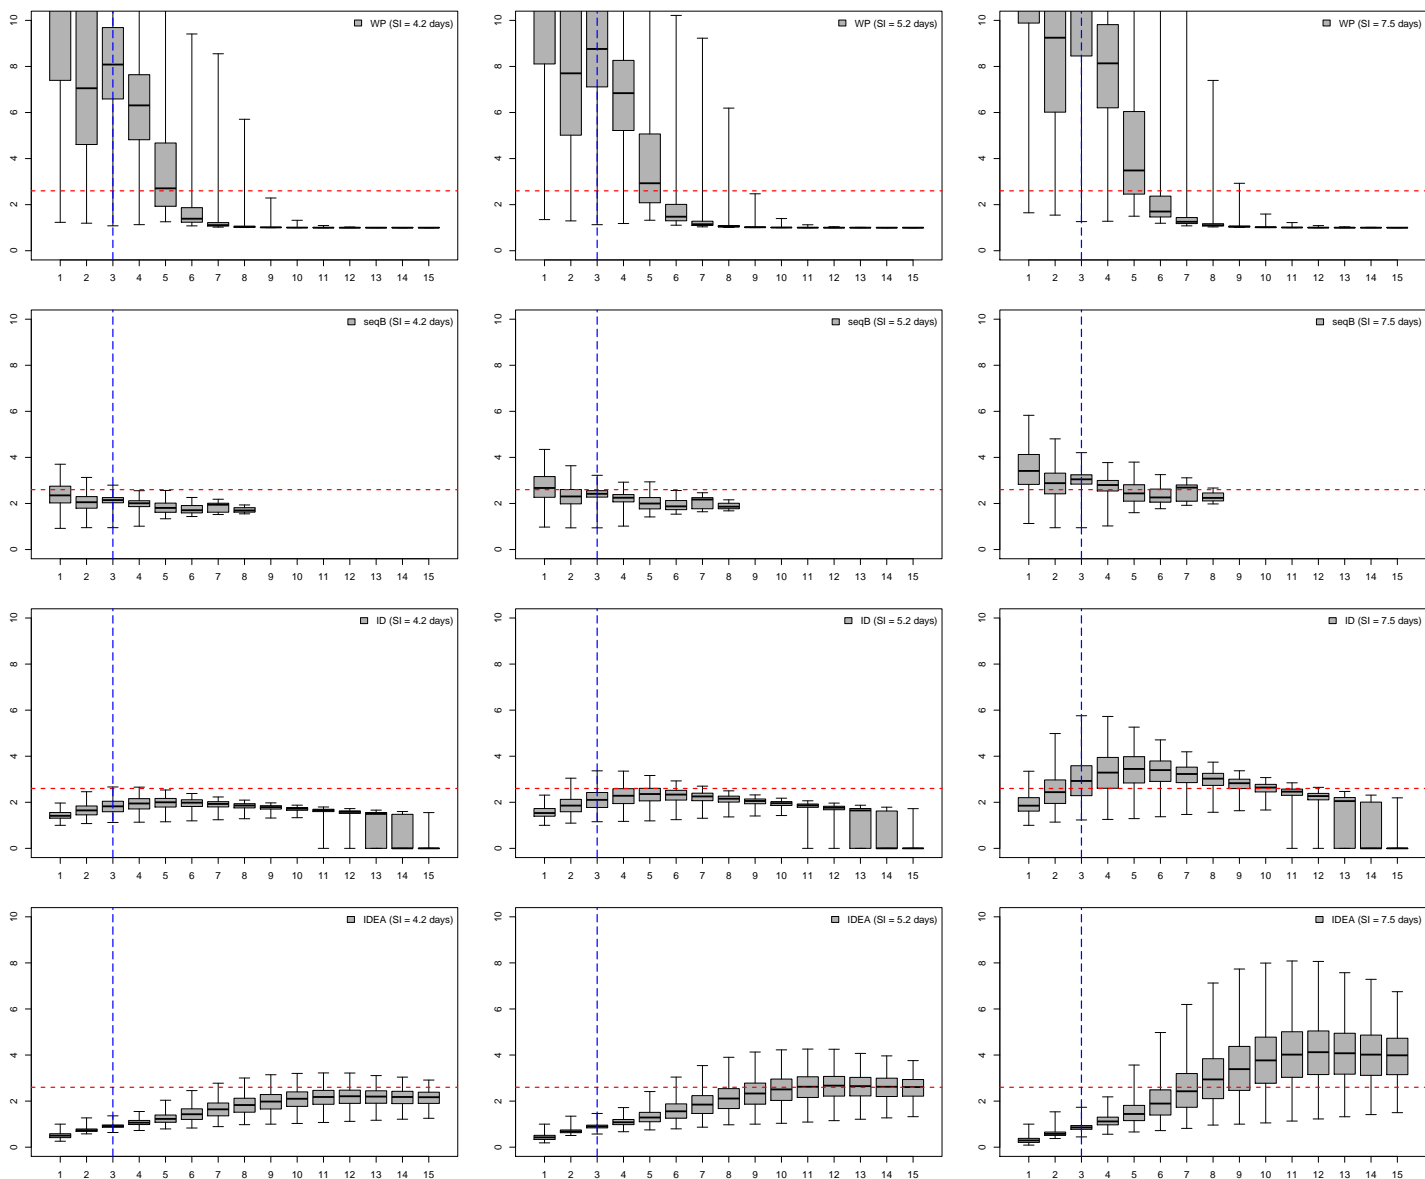 WP (SI = 4.2 days)
0 2 4 6 8 10
1 2 3 4 5 6 7 8 9 10 11 12 13 14 15
WP (SI = 5.2 days)
0 2 4 6 8 10
1 2 3 4 5 6 7 8 9 10 11 12 13 14 15
WP (SI = 7.5 days)
0 2 4 6 8 10
1 2 3 4 5 6 7 8 9 10 11 12 13 14 15
seqB (SI = 4.2 days)
0 2 4 6 8 10
1 2 3 4 5 6 7 8 9 10 11 12 13 14 15
seqB (SI = 5.2 days)
0 2 4 6 8 10
1 2 3 4 5 6 7 8 9 10 11 12 13 14 15
seqB (SI = 7.5 days)
0 2 4 6 8 10
1 2 3 4 5 6 7 8 9 10 11 12 13 14 15
ID (SI = 4.2 days)
0 2 4 6 8 10
1 2 3 4 5 6 7 8 9 10 11 12 13 14 15
ID (SI = 5.2 days)
0 2 4 6 8 10
1 2 3 4 5 6 7 8 9 10 11 12 13 14 15
ID (SI = 7.5 days)
0 2 4 6 8 10
1 2 3 4 5 6 7 8 9 10 11 12 13 14 15
IDEA (SI = 4.2 days)
0 2 4 6 8 10
1 2 3 4 5 6 7 8 9 10 11 12 13 14 15
IDEA (SI = 5.2 days)
0 2 4 6 8 10
1 2 3 4 5 6 7 8 9 10 11 12 13 14 15
IDEA (SI = 7.5 days)
0 2 4 6 8 10
1 2 3 4 5 6 7 8 9 10 11 12 13 14 15